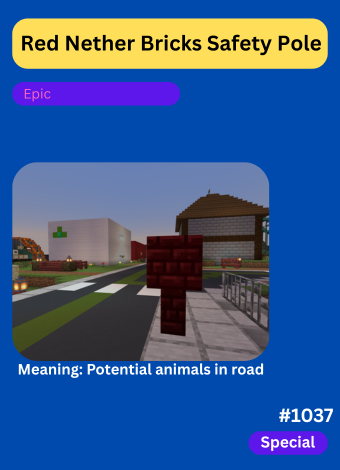 Red Nether Bricks Safety Pole
Epic
Meaning: Potential animals in road
#1037
Special